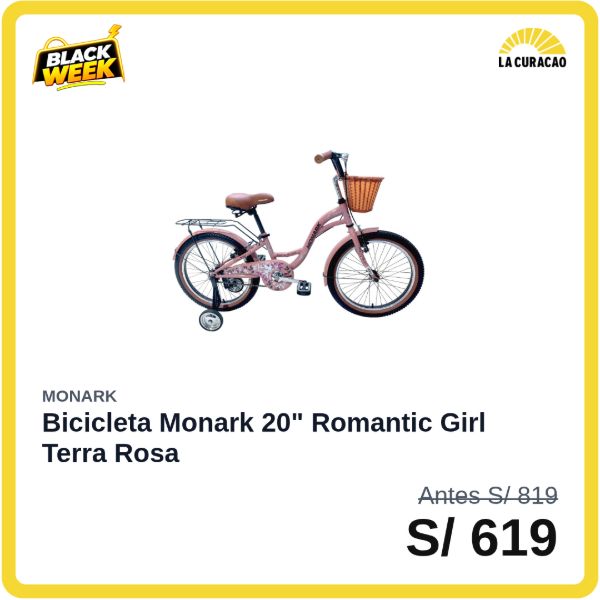 BLACK
WEEK
LA CURACAO
MONARK
Bicicleta Monark 20" Romantic Girl
Terra Rosa
Antes S/ 819
S/ 619